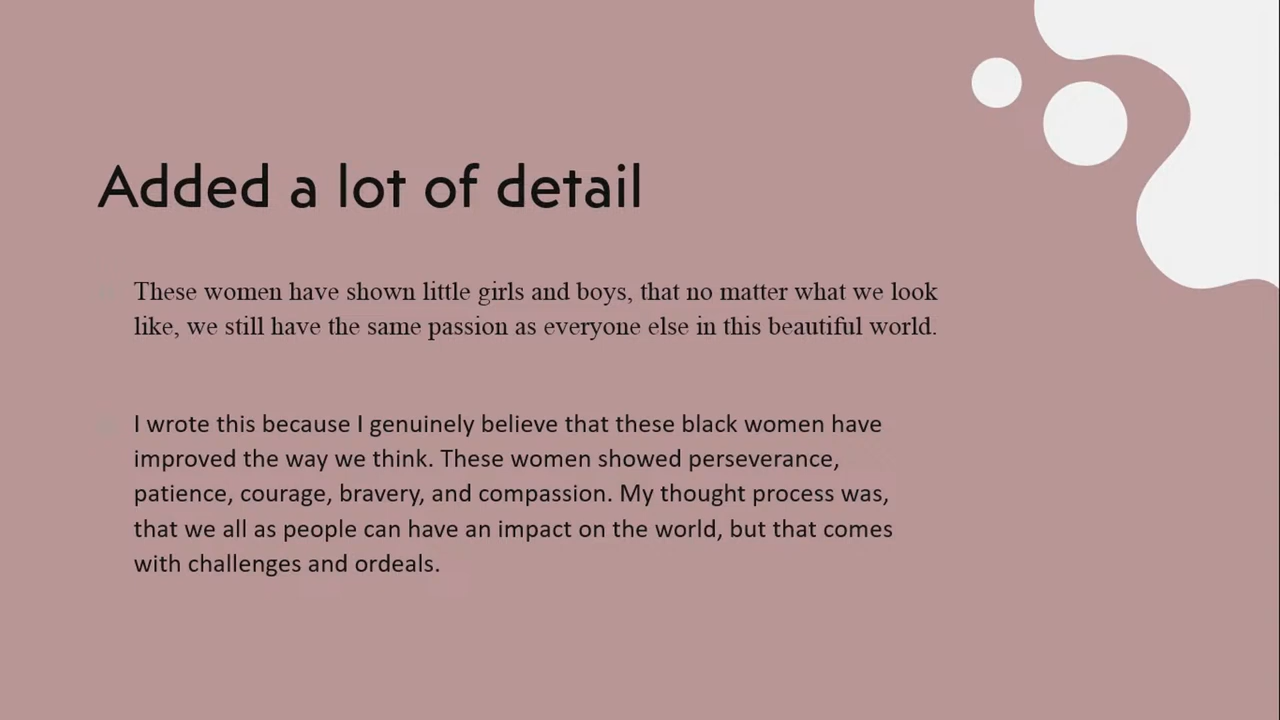 Added a lot of detail
These women have shown little girls and boys, that no matter what we look
like, we still have the same passion as everyone else in this beautiful world.
I wrote this because I genuinely believe that these black women have
improved the way we think. These women showed perseverance,
patience, courage, bravery, and compassion. My thought process was,
that we all as people can have an impact on the world, but that comes
with challenges and ordeals.